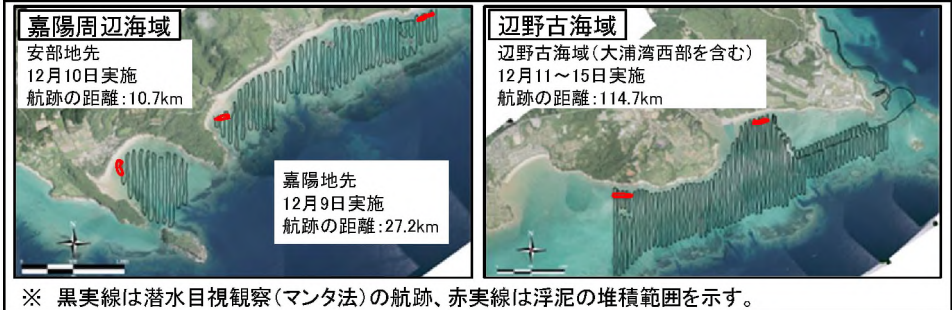 嘉陽周辺海域
安部地先
12月10日実施
航跡の距離:10.7km
嘉陽地先
12月9日実施
航跡の距離:27.2km
辺野古海域
辺野古海域(大浦湾西部を含む)
12月11～15日実施
航跡の距離:114.7km
※ 黒実線は潜水目視観察(マンタ法)の航跡、赤実線は浮泥の堆積範囲を示す。